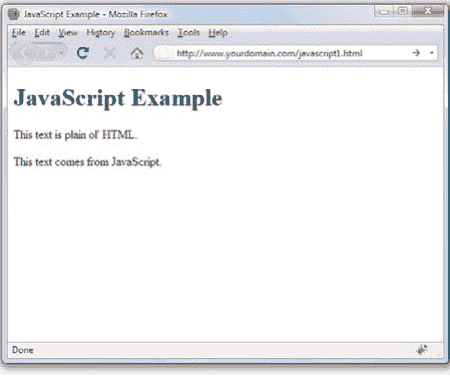 JavaScript Example - Mozilla Firefox
File Edit View History Bookmarks Tools Help
http://www.yourdomain.com/javascript1.html
JavaScript Example
This text is plain ol' HTML.
This text comes from JavaScript.
Done